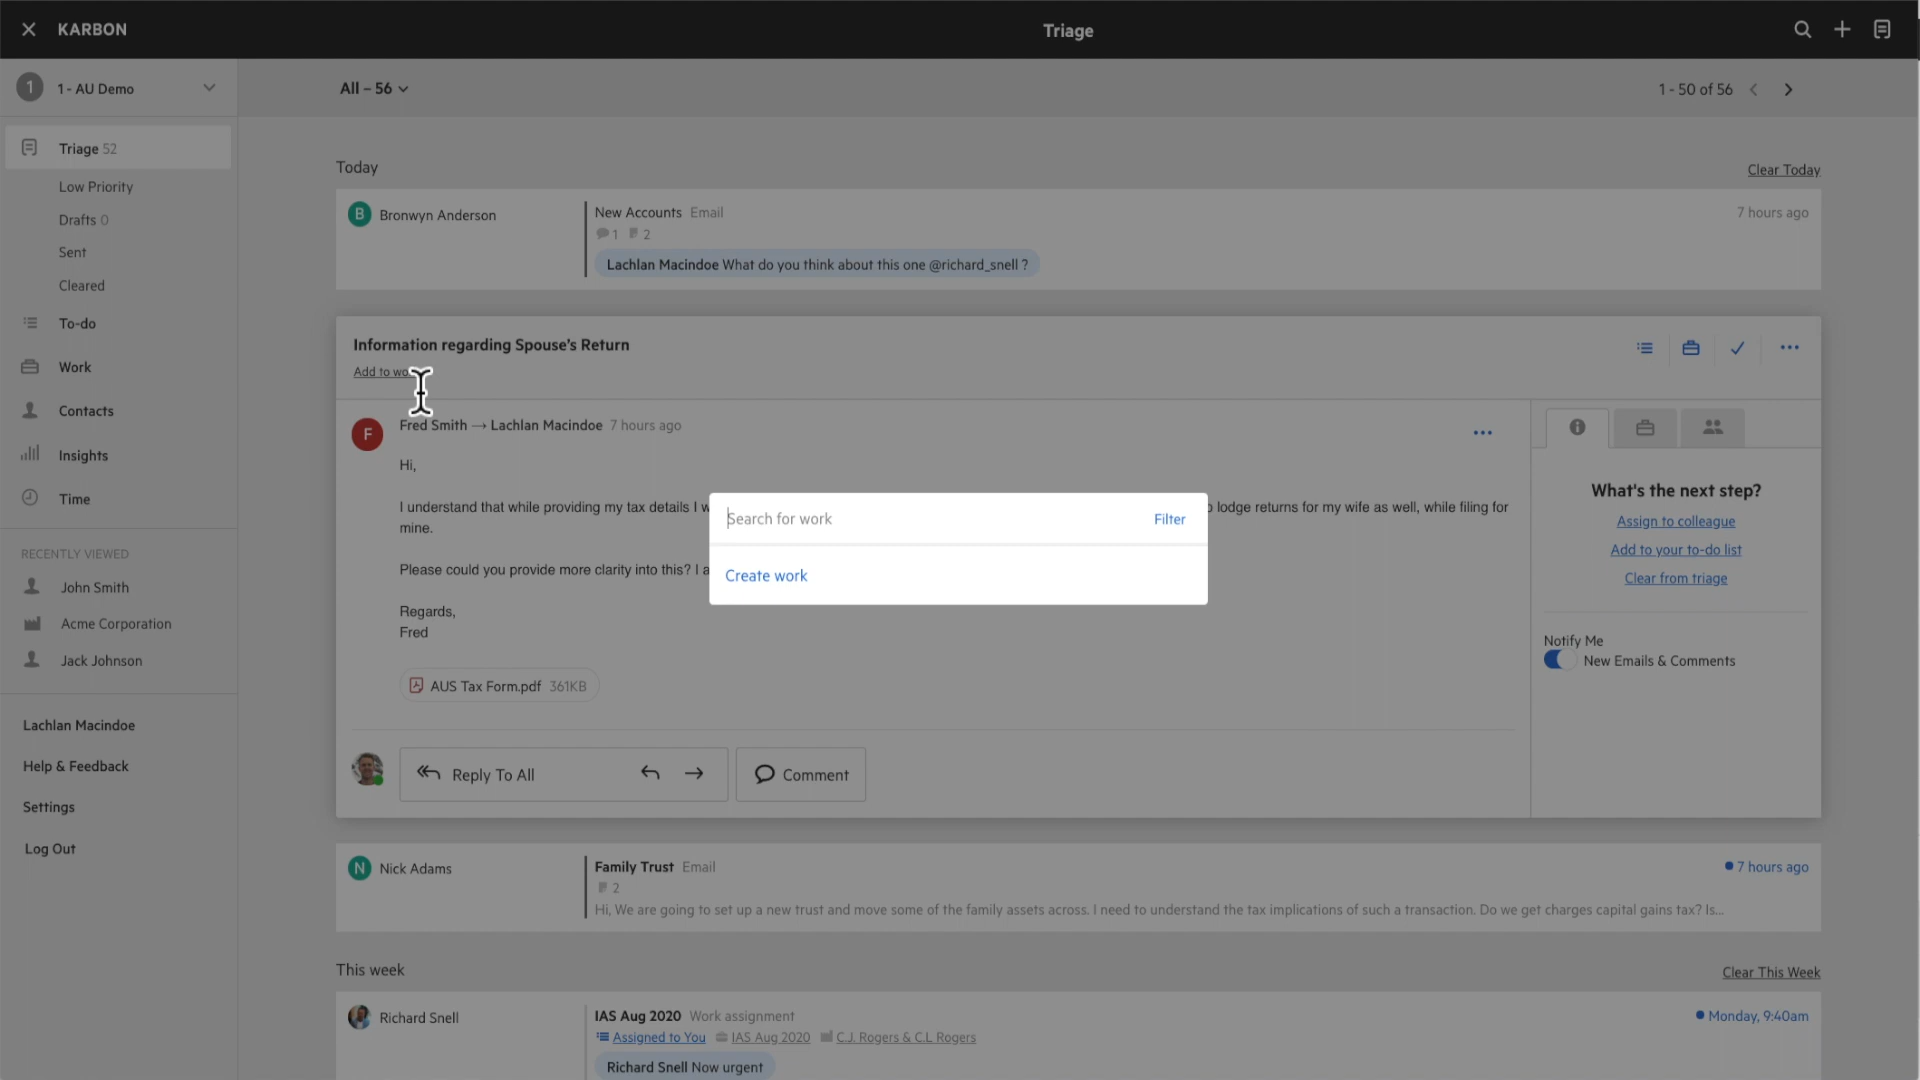 KARBON
Triage
1
1 - AU Demo
All – 56
1 - 50 of 56
Triage 52
Low Priority
Drafts 0
Sent
Cleared
To-do
Work
Contacts
Insights
Time
RECENTLY VIEWED
John Smith
Acme Corporation
Jack Johnson
Lachlan Macindoe
Help & Feedback
Settings
Log Out
Today
Clear Today
B
Bronwyn Anderson
New Accounts Email
7 hours ago
1 2
Lachlan Macindoe What do you think about this one @richard_snell ?
Information regarding Spouse's Return
Add to
F
Fred Smith → Lachlan Macindoe 7 hours ago
Hi,
I understand that while providing my tax details I
lodge returns for my wife as well, while filing for
mine.
Please could you provide more clarity into this? I
Regards,
Fred
AUS Tax Form.pdf 361KB
Reply To All
Comment
Search for work
Filter
Create work
What's the next step?
Assign to colleague
Add to your to-do list
Clear from triage
Notify Me
New Emails & Comments
N
Nick Adams
Family Trust Email
7 hours ago
2
Hi, We are going to set up a new trust and move some of the family assets across. I need to understand the tax implications of such a transaction. Do we get charges capital gains tax? Is...
This week
Clear This Week
Richard Snell
IAS Aug 2020 Work assignment
Monday, 9:40am
Assigned to You IAS Aug 2020 C.J. Rogers & C.L Rogers
Richard Snell Now urgent